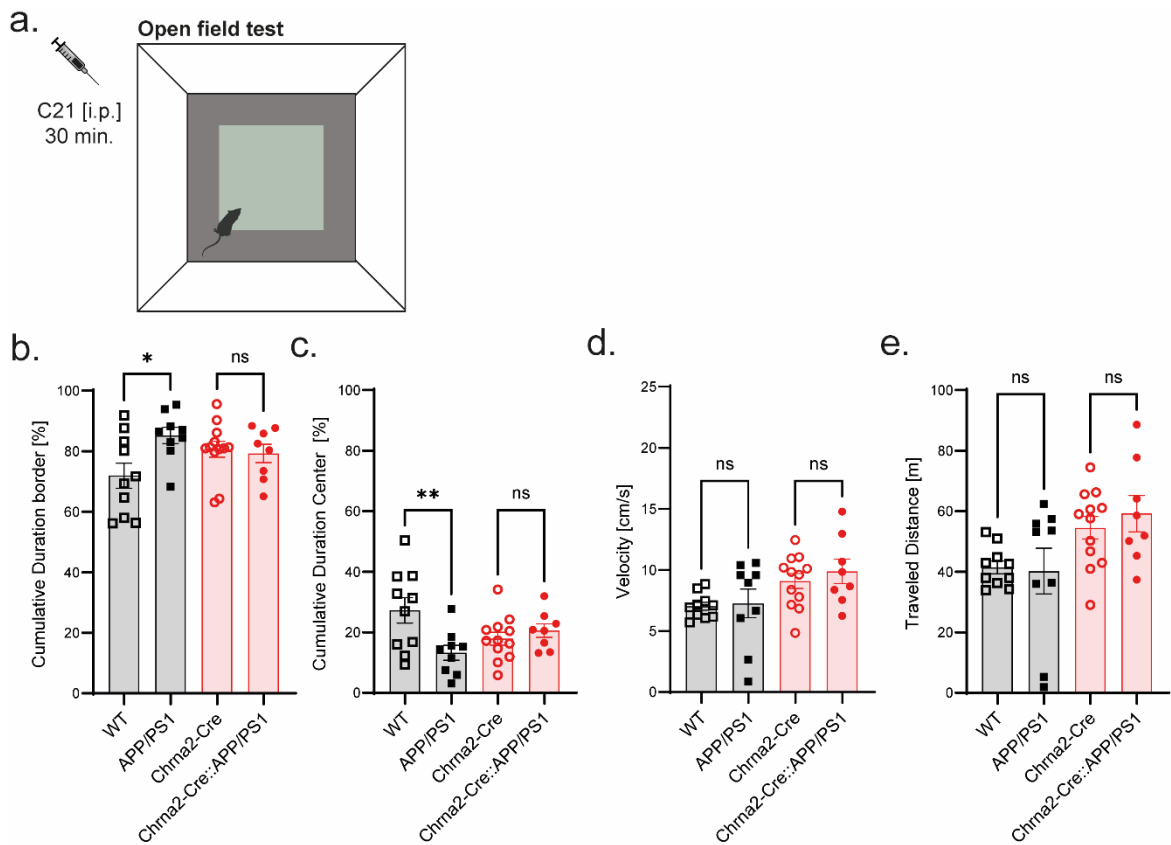 a.
Open field test
C21 [i.p.]
30 min.
b.
*
ns
Cumulative Duration border [%]
100
80
60
40
20
0
WT
APP/PS1
Chrna2-Cre
Chrna2-Cre::APP/PS1
c.
**
ns
Cumulative Duration Center [%]
100
80
60
40
20
0
WT
APP/PS1
Chrna2-Cre
Chrna2-Cre::APP/PS1
d.
ns
ns
Velocity [cm/s]
25
20
15
10
5
0
WT
APP/PS1
Chrna2-Cre
Chrna2-Cre::APP/PS1
e.
ns
ns
Traveled Distance [m]
100
80
60
40
20
0
WT
APP/PS1
Chrna2-Cre
Chrna2-Cre::APP/PS1